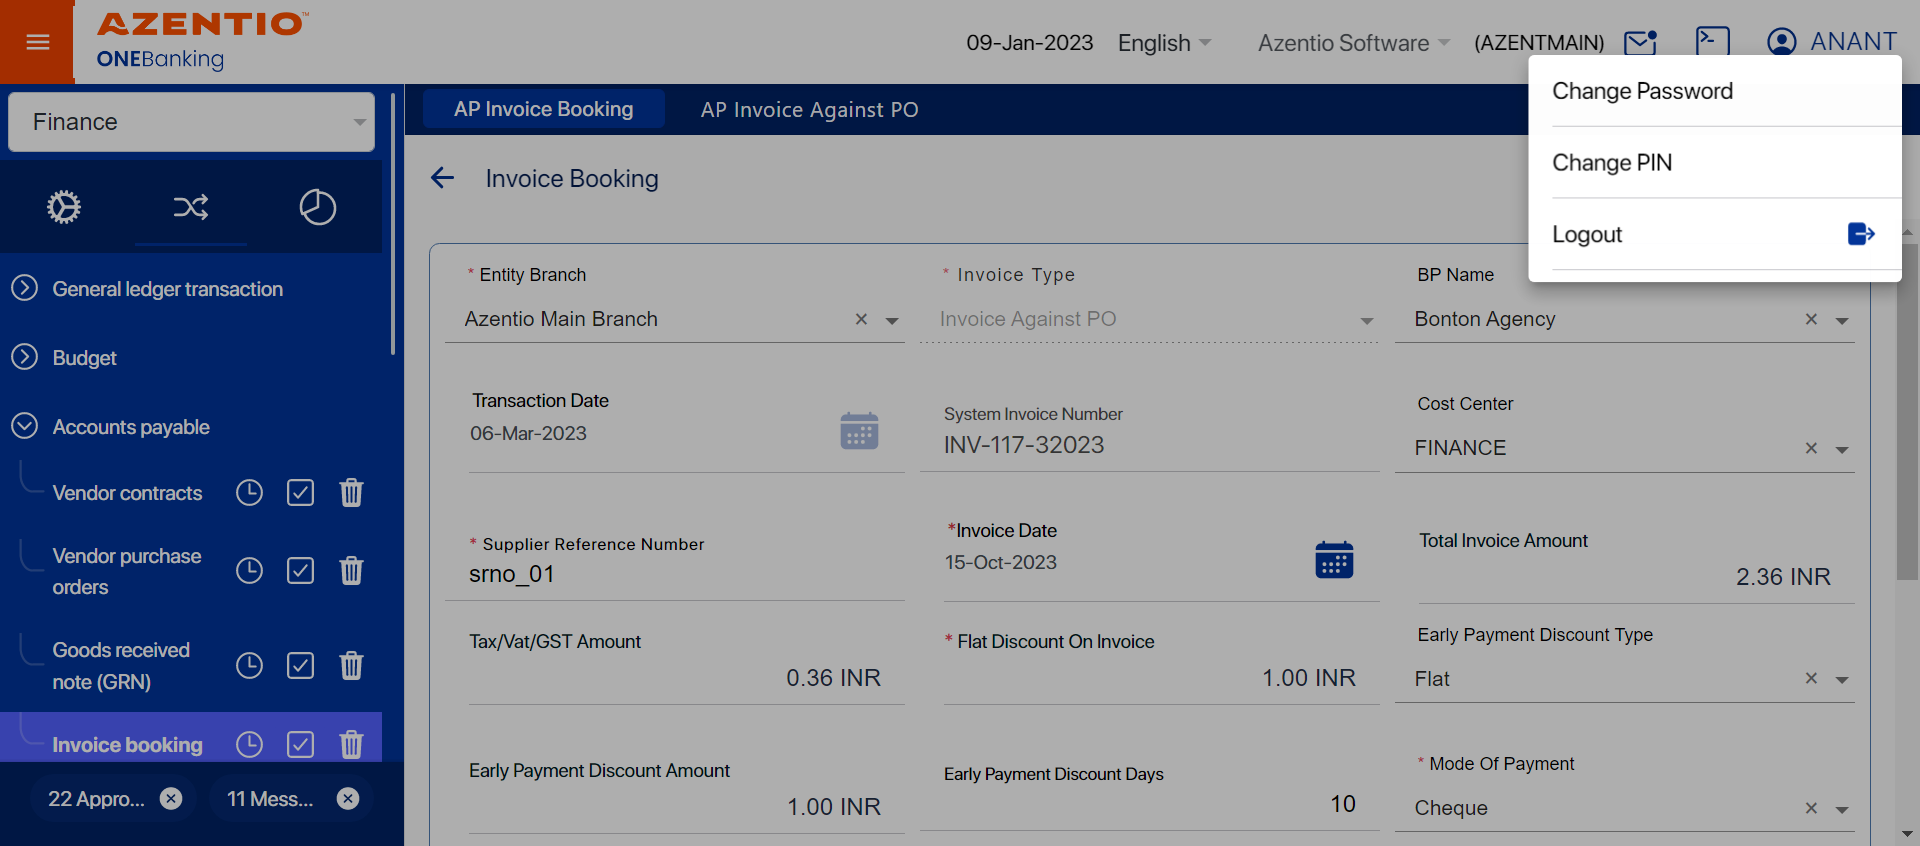 AZENTIO™
ONEBanking
09-Jan-2023
English
Azentio Software
(AZENTMAIN)
ANANT
Change Password
Change PIN
Logout
Finance
General ledger transaction
Budget
Accounts payable
Vendor contracts
Vendor purchase
orders
Goods received
note (GRN)
Invoice booking
22 Appro...
11 Mess...
AP Invoice Booking
AP Invoice Against PO
Invoice Booking
* Entity Branch
Azentio Main Branch
* Invoice Type
Invoice Against PO
BP Name
Bonton Agency
Transaction Date
06-Mar-2023
System Invoice Number
INV-117-32023
Cost Center
FINANCE
* Supplier Reference Number
srno_01
*Invoice Date
15-Oct-2023
Total Invoice Amount
2.36 INR
Tax/Vat/GST Amount
0.36 INR
* Flat Discount On Invoice
1.00 INR
Early Payment Discount Type
Flat
Early Payment Discount Amount
1.00 INR
Early Payment Discount Days
10
* Mode Of Payment
Cheque